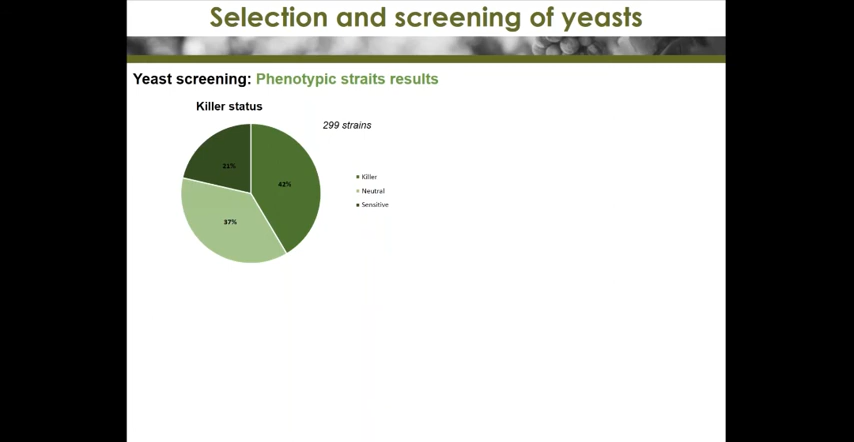 Selection and screening of yeasts
Yeast screening: Phenotypic straits results
Killer status
299 strains
21%
42%
37%
Killer
Neutral
Sensitive